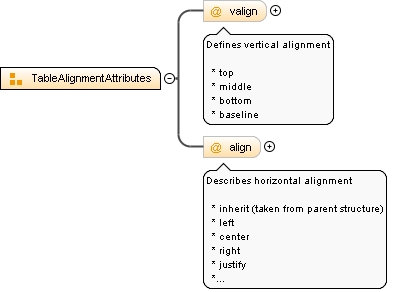 @ valign
Defines vertical alignment
* top
* middle
* bottom
* baseline
TableAlignmentAttributes
@ align
Describes horizontal alignment
* inherit (taken from parent structure)
* left
* center
* right
* justify
*...